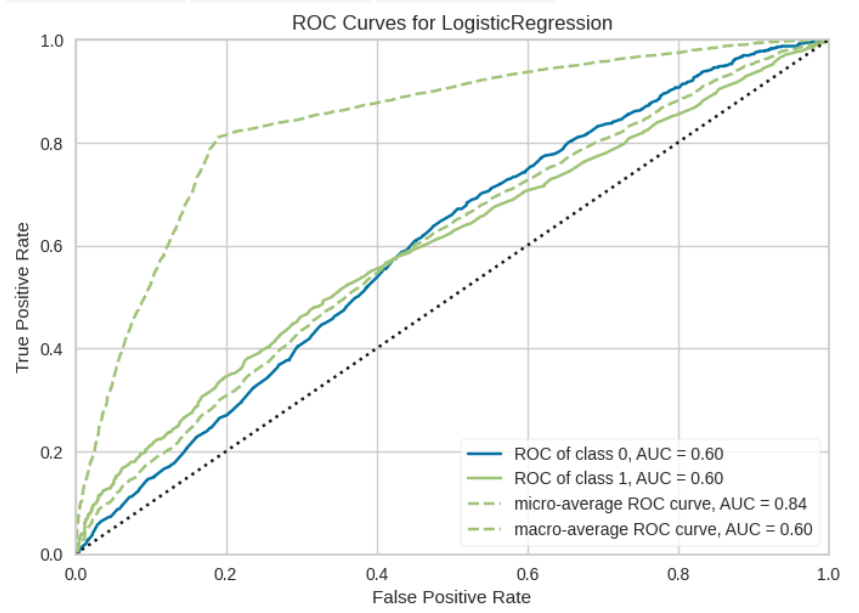 ROC Curves for LogisticRegression
1.0
0.8
0.6
0.4
0.2
0.0
True Positive Rate
ROC of class 0, AUC = 0.60
ROC of class 1, AUC = 0.60
micro-average ROC curve, AUC = 0.84
macro-average ROC curve, AUC = 0.60
0.0 0.2 0.4 0.6 0.8 1.0
False Positive Rate